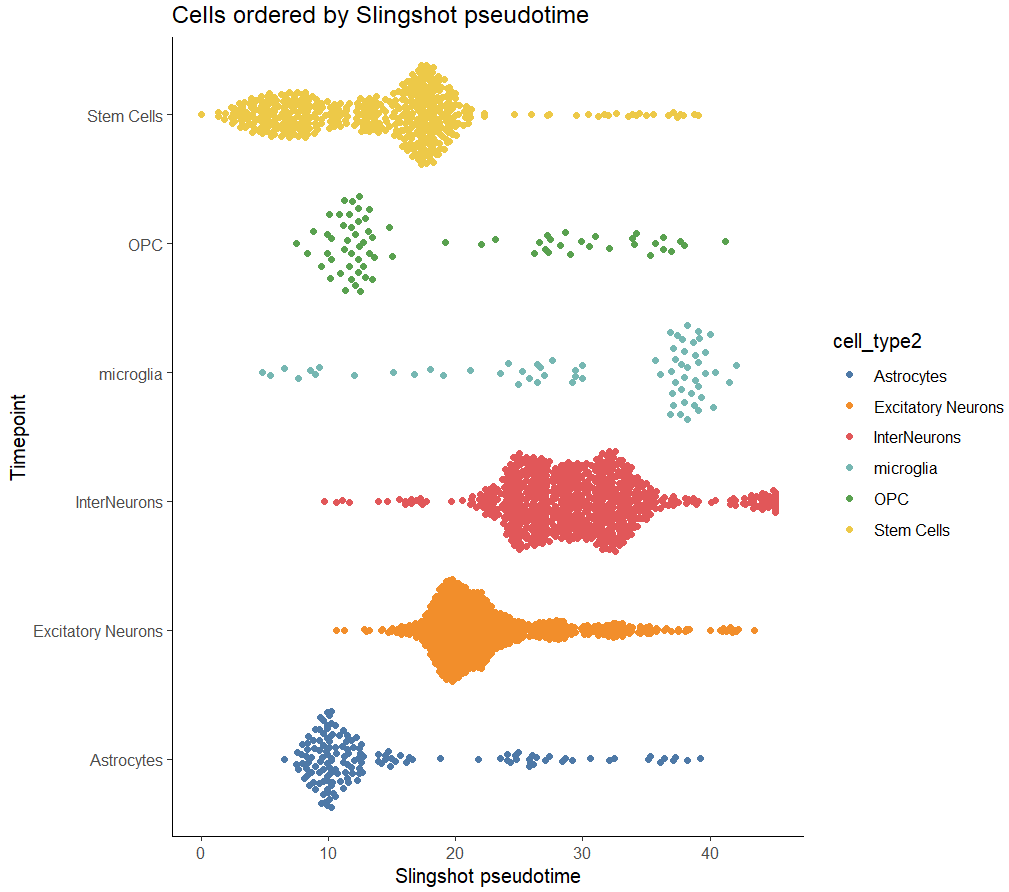 Cells ordered by Slingshot pseudotime
Timepoint
Stem Cells
OPC
microglia
InterNeurons
Excitatory Neurons
Astrocytes
0 10 20 30 40
Slingshot pseudotime
cell_type2
Astrocytes
Excitatory Neurons
InterNeurons
microglia
OPC
Stem Cells